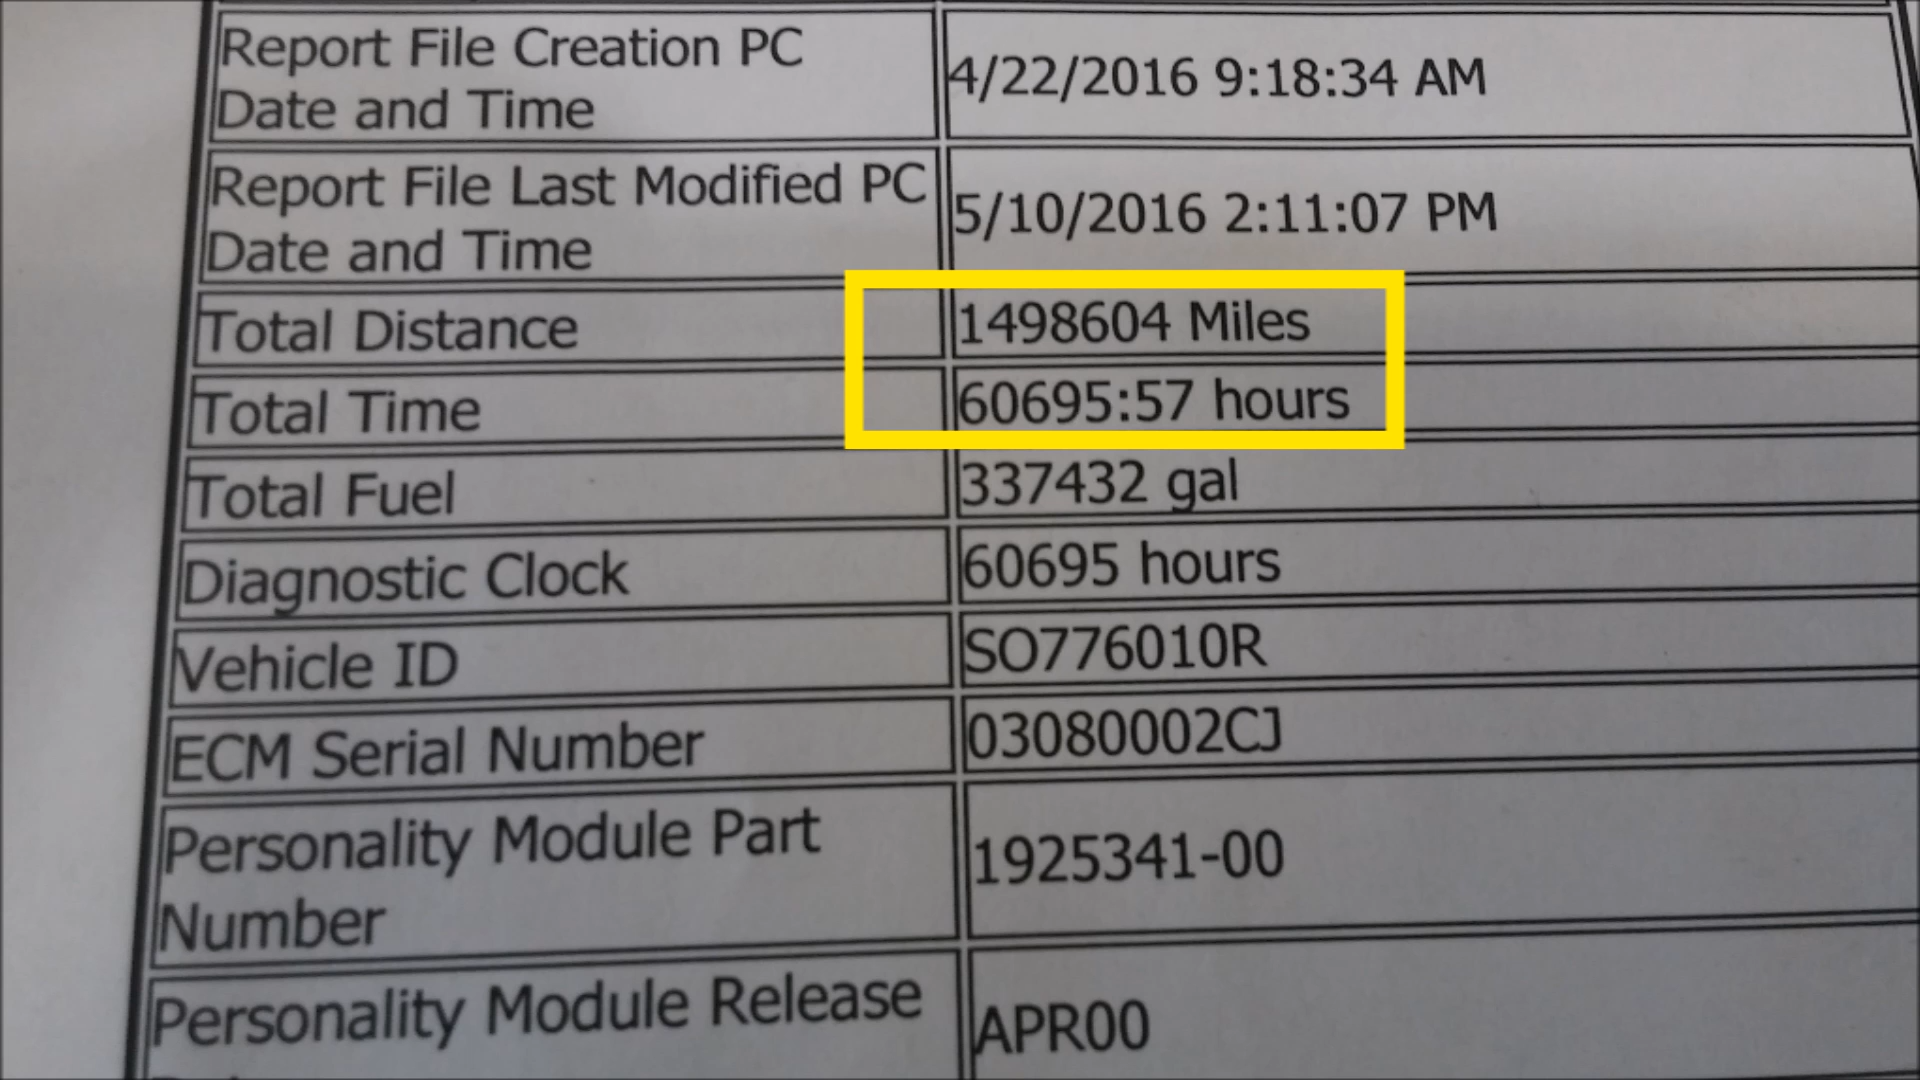 Report File Creation PC
Date and Time
4/22/2016 9:18:34 AM
Report File Last Modified PC
Date and Time
5/10/2016 2:11:07 PM
Total Distance
1498604 Miles
Total Time
60695:57 hours
Total Fuel
337432 gal
Diagnostic Clock
60695 hours
Vehicle ID
SO776010R
ECM Serial Number
03080002CJ
Personality Module Part
Number
1925341-00
Personality Module Release
APR00